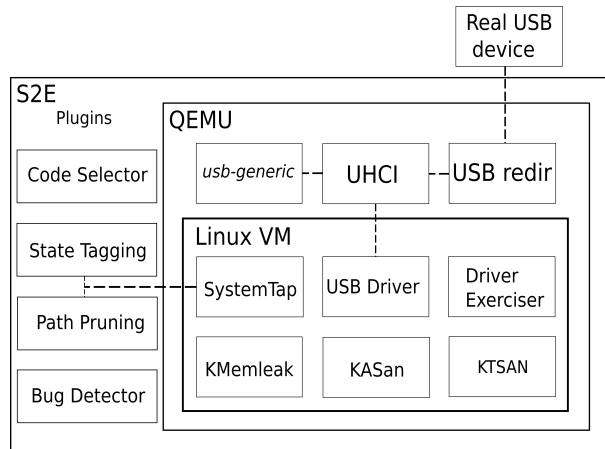 Real USB
device
S2E
Plugins
QEMU
Code Selector
usb-generic
UHCI
USB redir
State Tagging
Linux VM
SystemTap
USB Driver
Driver
Exerciser
Path Pruning
KMemleak
KASan
KTSAN
Bug Detector